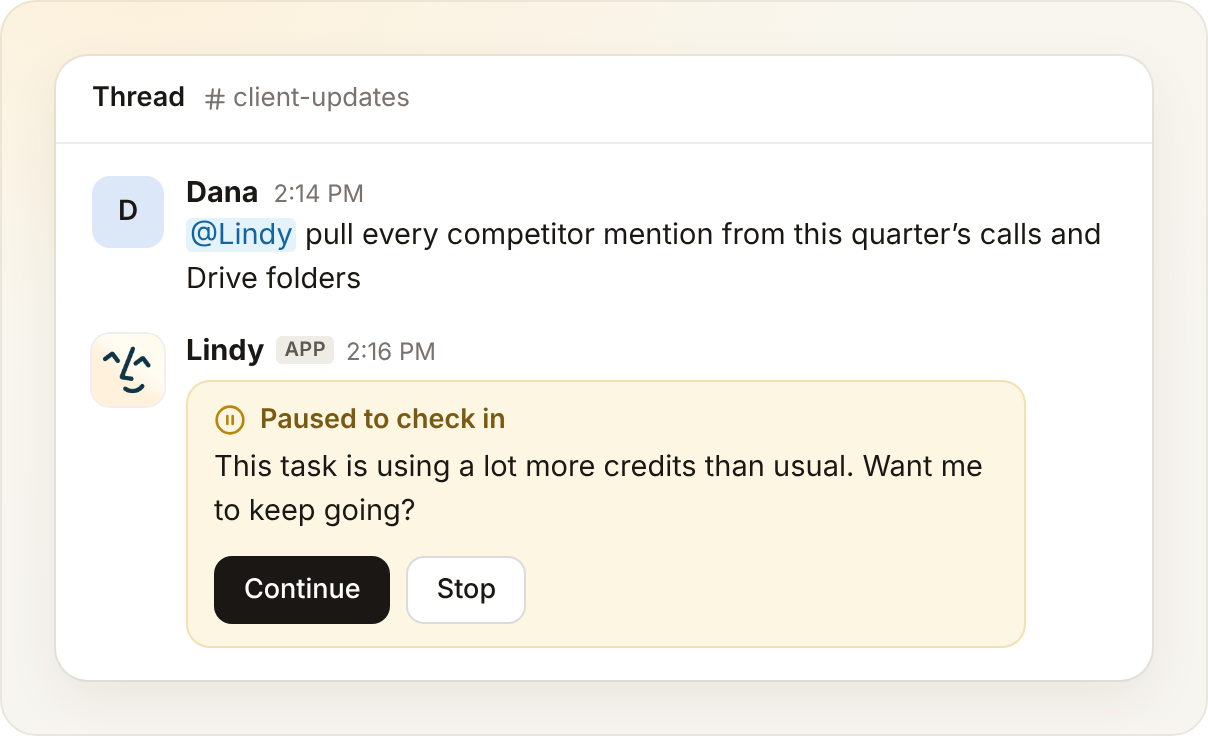 Thread # client-updates
D
Dana 2:14 PM
@Lindy pull every competitor mention from this quarter’s calls and
Drive folders
Lindy APP 2:16 PM
Paused to check in
This task is using a lot more credits than usual. Want me
to keep going?
Continue Stop